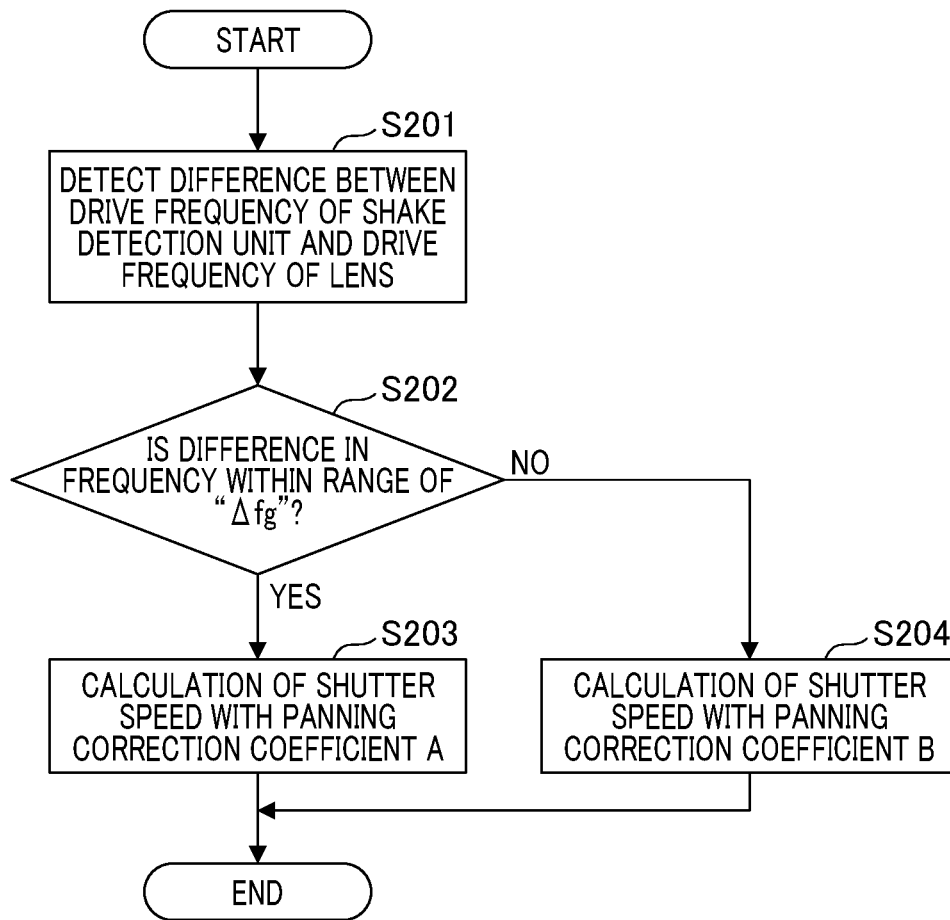 START
S201
DETECT DIFFERENCE BETWEEN
DRIVE FREQUENCY OF SHAKE
DETECTION UNIT AND DRIVE
FREQUENCY OF LENS
S202
IS DIFFERENCE IN
FREQUENCY WITHIN RANGE OF
“Δfg”?
NO
YES
S203
CALCULATION OF SHUTTER
SPEED WITH PANNING
CORRECTION COEFFICIENT A
S204
CALCULATION OF SHUTTER
SPEED WITH PANNING
CORRECTION COEFFICIENT B
END